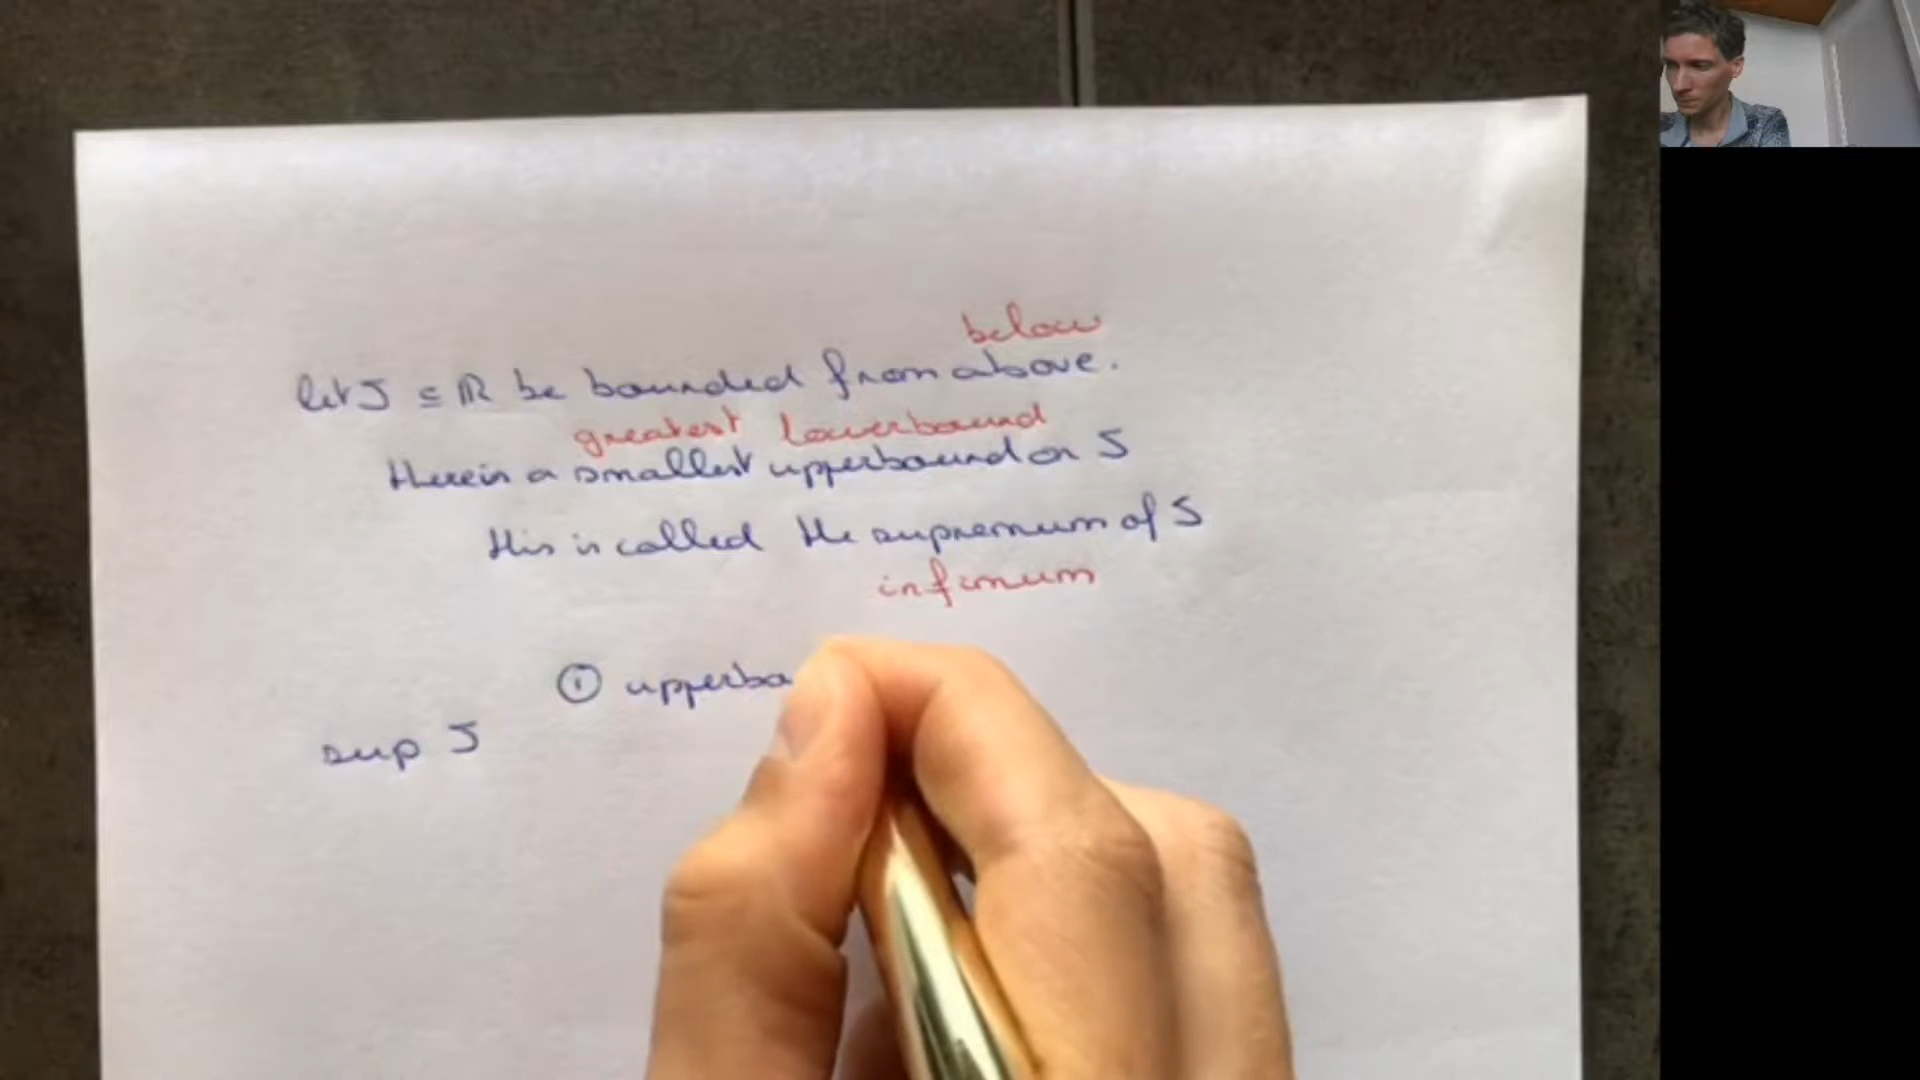 below
let S ⊆ ℝ be bounded from above.
greatest lowerbound
there is a smallest upperbound on S
this is called the supremum of S
infimum
① upperbo
sup S